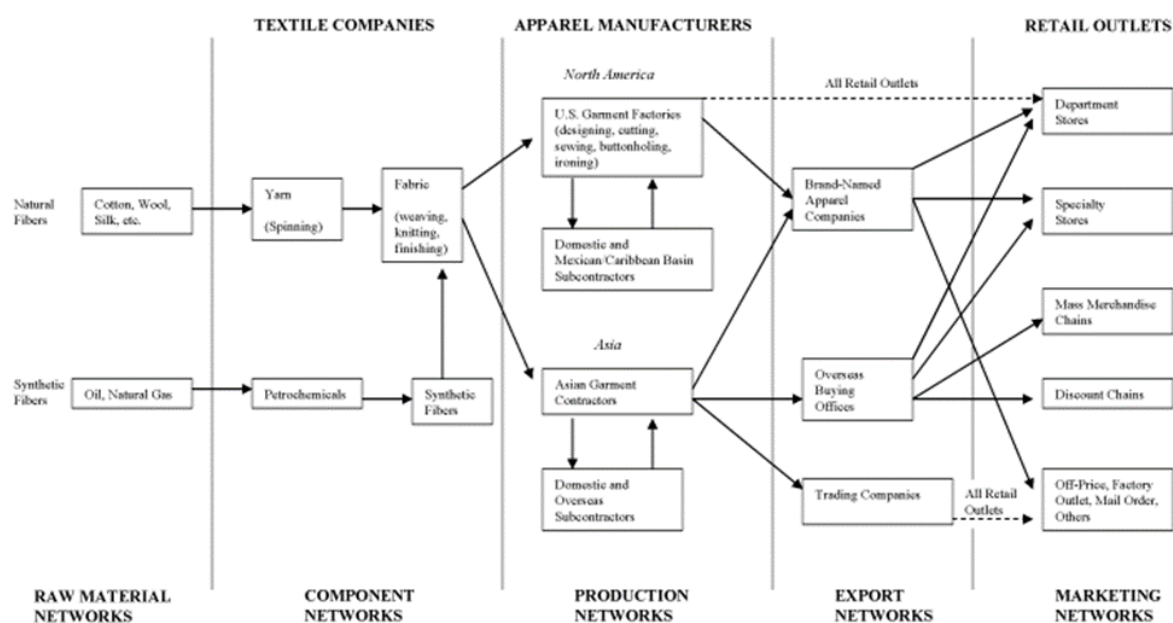 TEXTILE COMPANIES
APPAREL MANUFACTURERS
RETAIL OUTLETS
North America
All Retail Outlets
U.S. Garment Factories
(designing, cutting,
sewing, buttonholing,
ironing)
Department
Stores
Natural
Fibers
Cotton, Wool,
Silk, etc.
Yarn
(Spinning)
Fabric
(weaving,
knitting,
finishing)
Brand-Named
Apparel
Companies
Specialty
Stores
Domestic and
Mexican/Caribbean Basin
Subcontractors
Mass Merchandise
Chains
Asia
Synthetic
Fibers
Oil, Natural Gas
Petrochemicals
Synthetic
Fibers
Asian Garment
Contractors
Overseas
Buying
Offices
Discount Chains
Domestic and
Overseas
Subcontractors
Trading Companies
All Retail
Outlets
Off-Price, Factory
Outlet, Mail Order,
Others
RAW MATERIAL
NETWORKS
COMPONENT
NETWORKS
PRODUCTION
NETWORKS
EXPORT
NETWORKS
MARKETING
NETWORKS